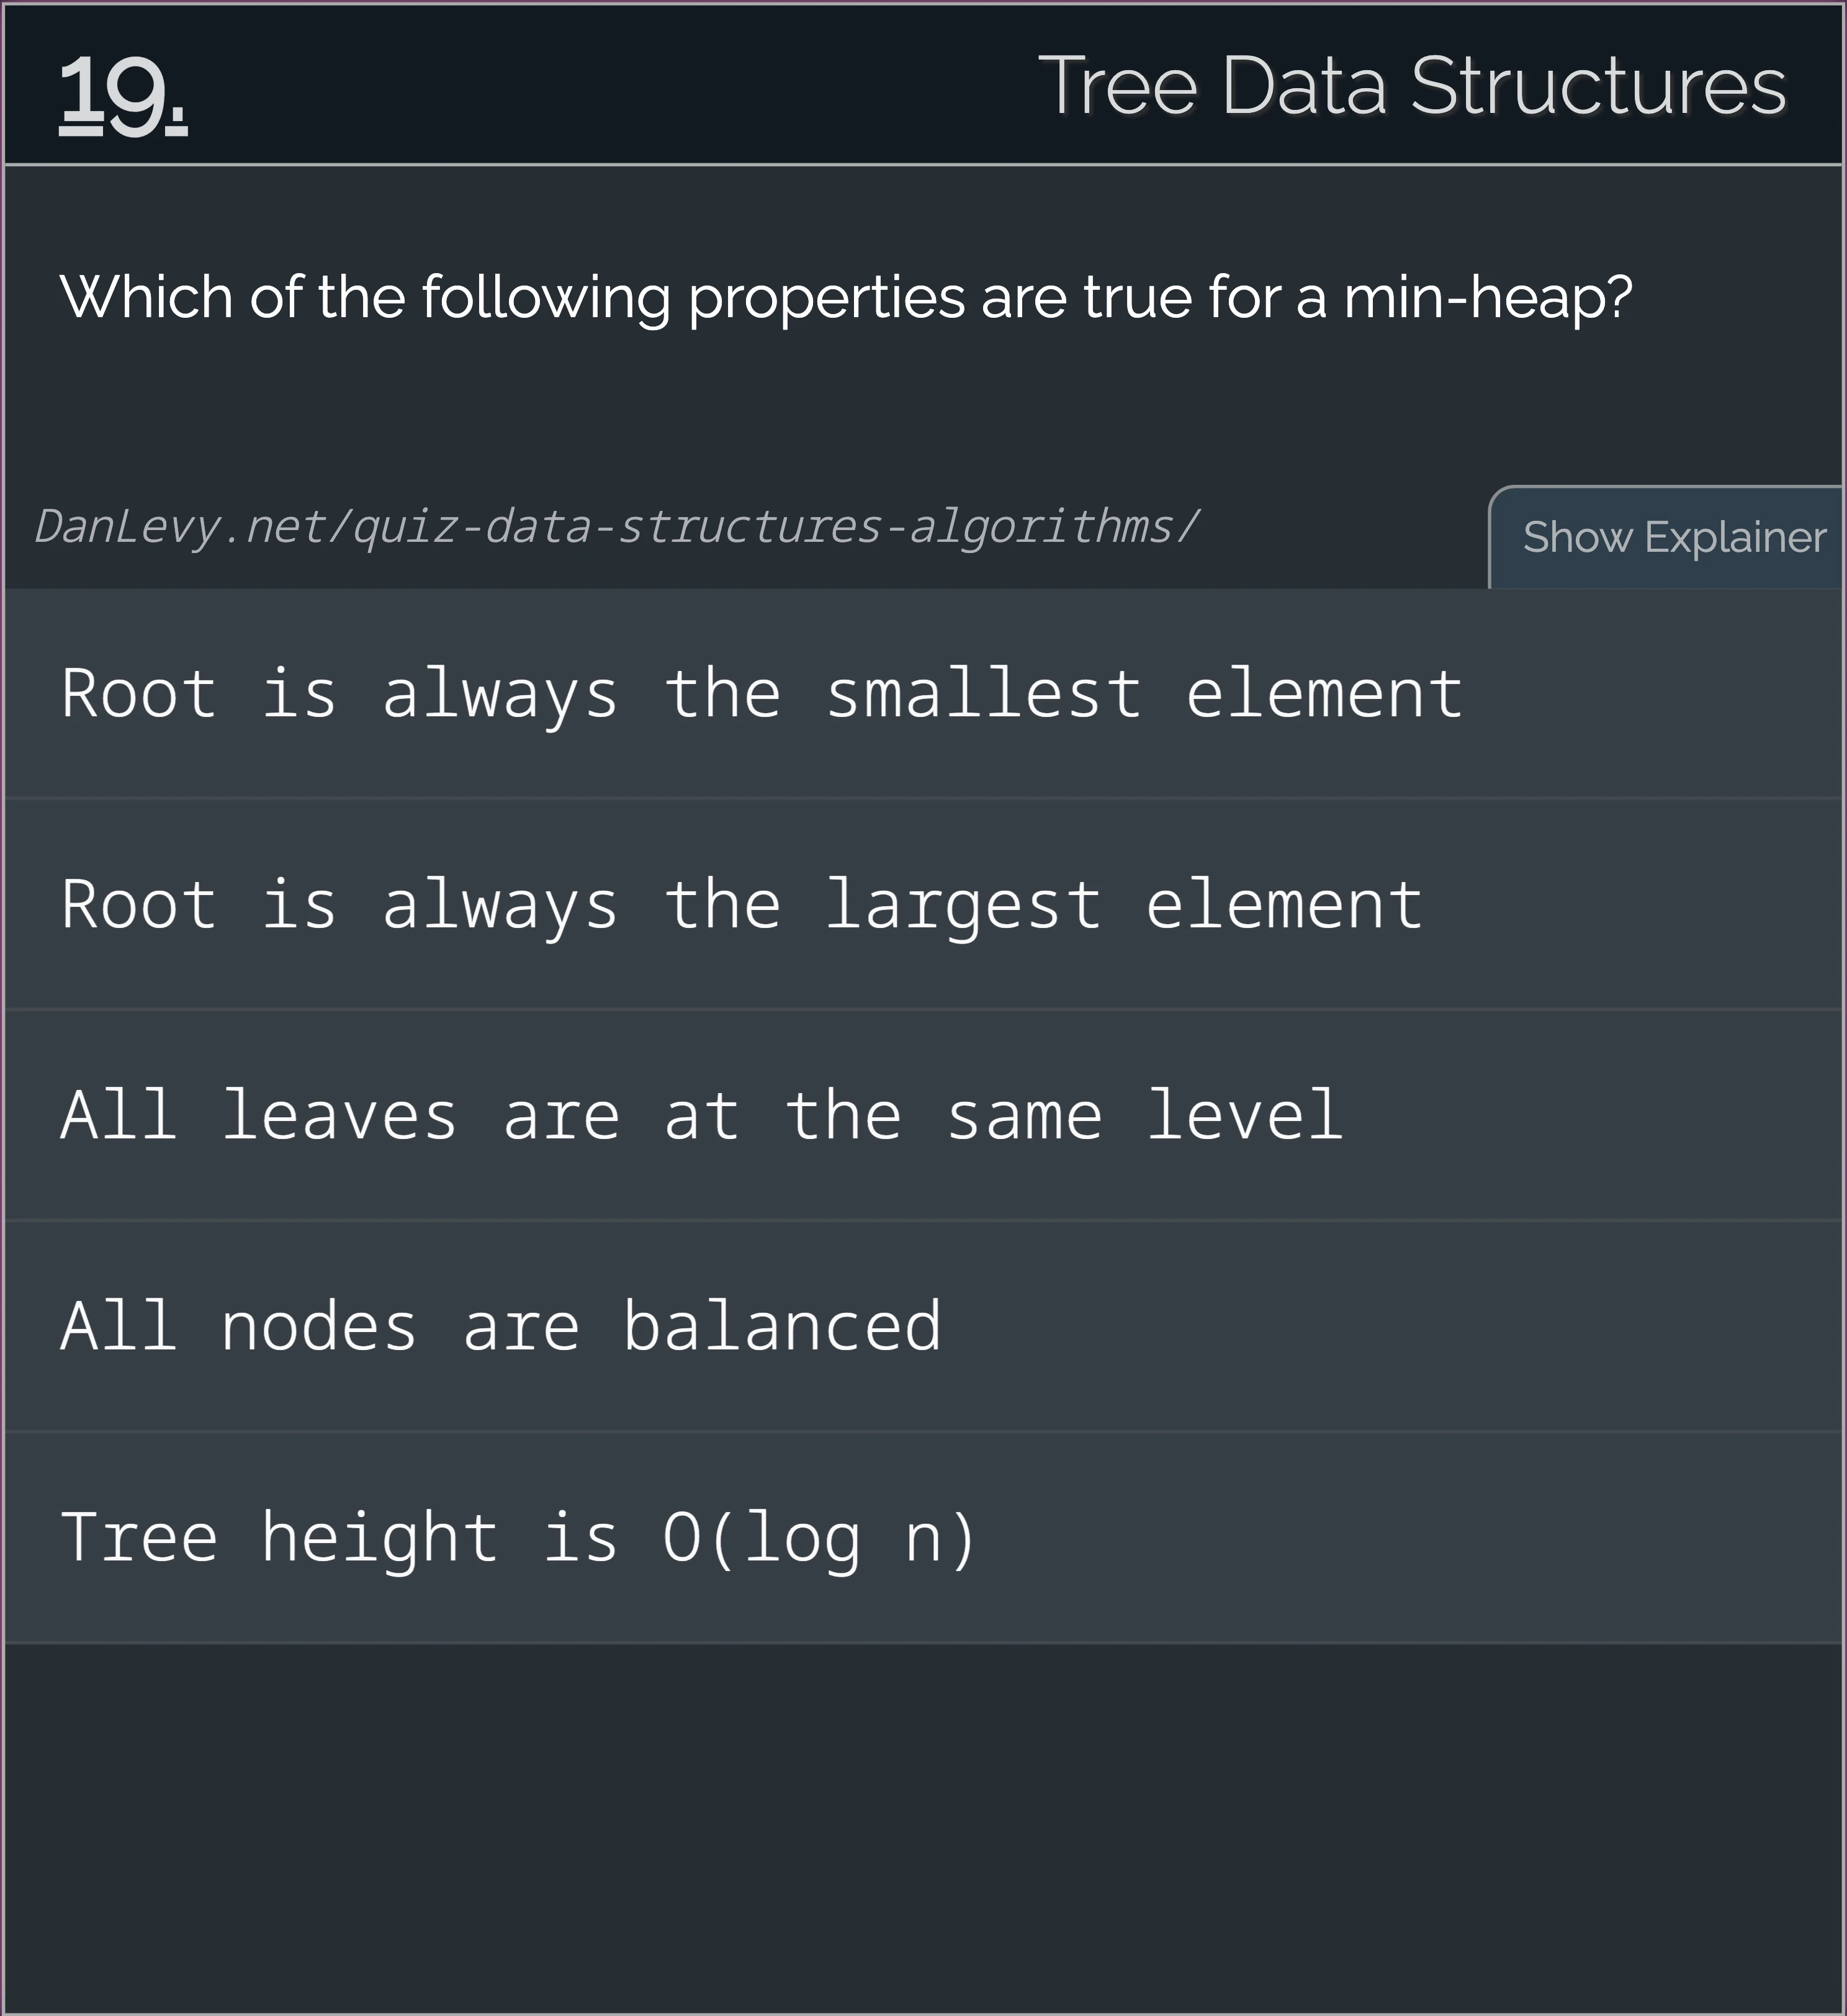 19.
Tree Data Structures
Which of the following properties are true for a min-heap?
DanLevy.net/quiz-data-structures-algorithms/
Show Explainer
Root is always the smallest element
Root is always the largest element
All leaves are at the same level
All nodes are balanced
Tree height is O(log n)